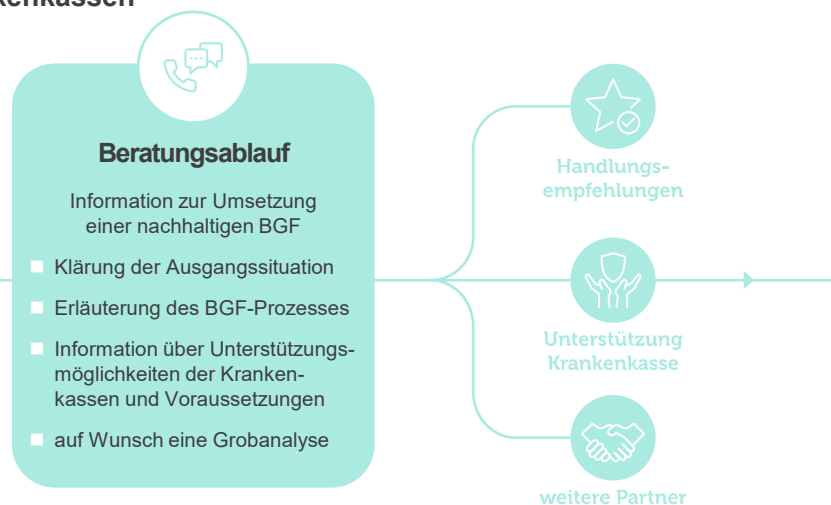 Beratungsablauf
Information zur Umsetzung
einer nachhaltigen BGF
Klärung der Ausgangssituation
Erläuterung des BGF-Prozesses
Information über Unterstützungs-
möglichkeiten der Kranken-
kassen und Voraussetzungen
auf Wunsch eine Grobanalyse
Handlungs-
empfehlungen
Unterstützung
Krankenkasse
weitere Partner